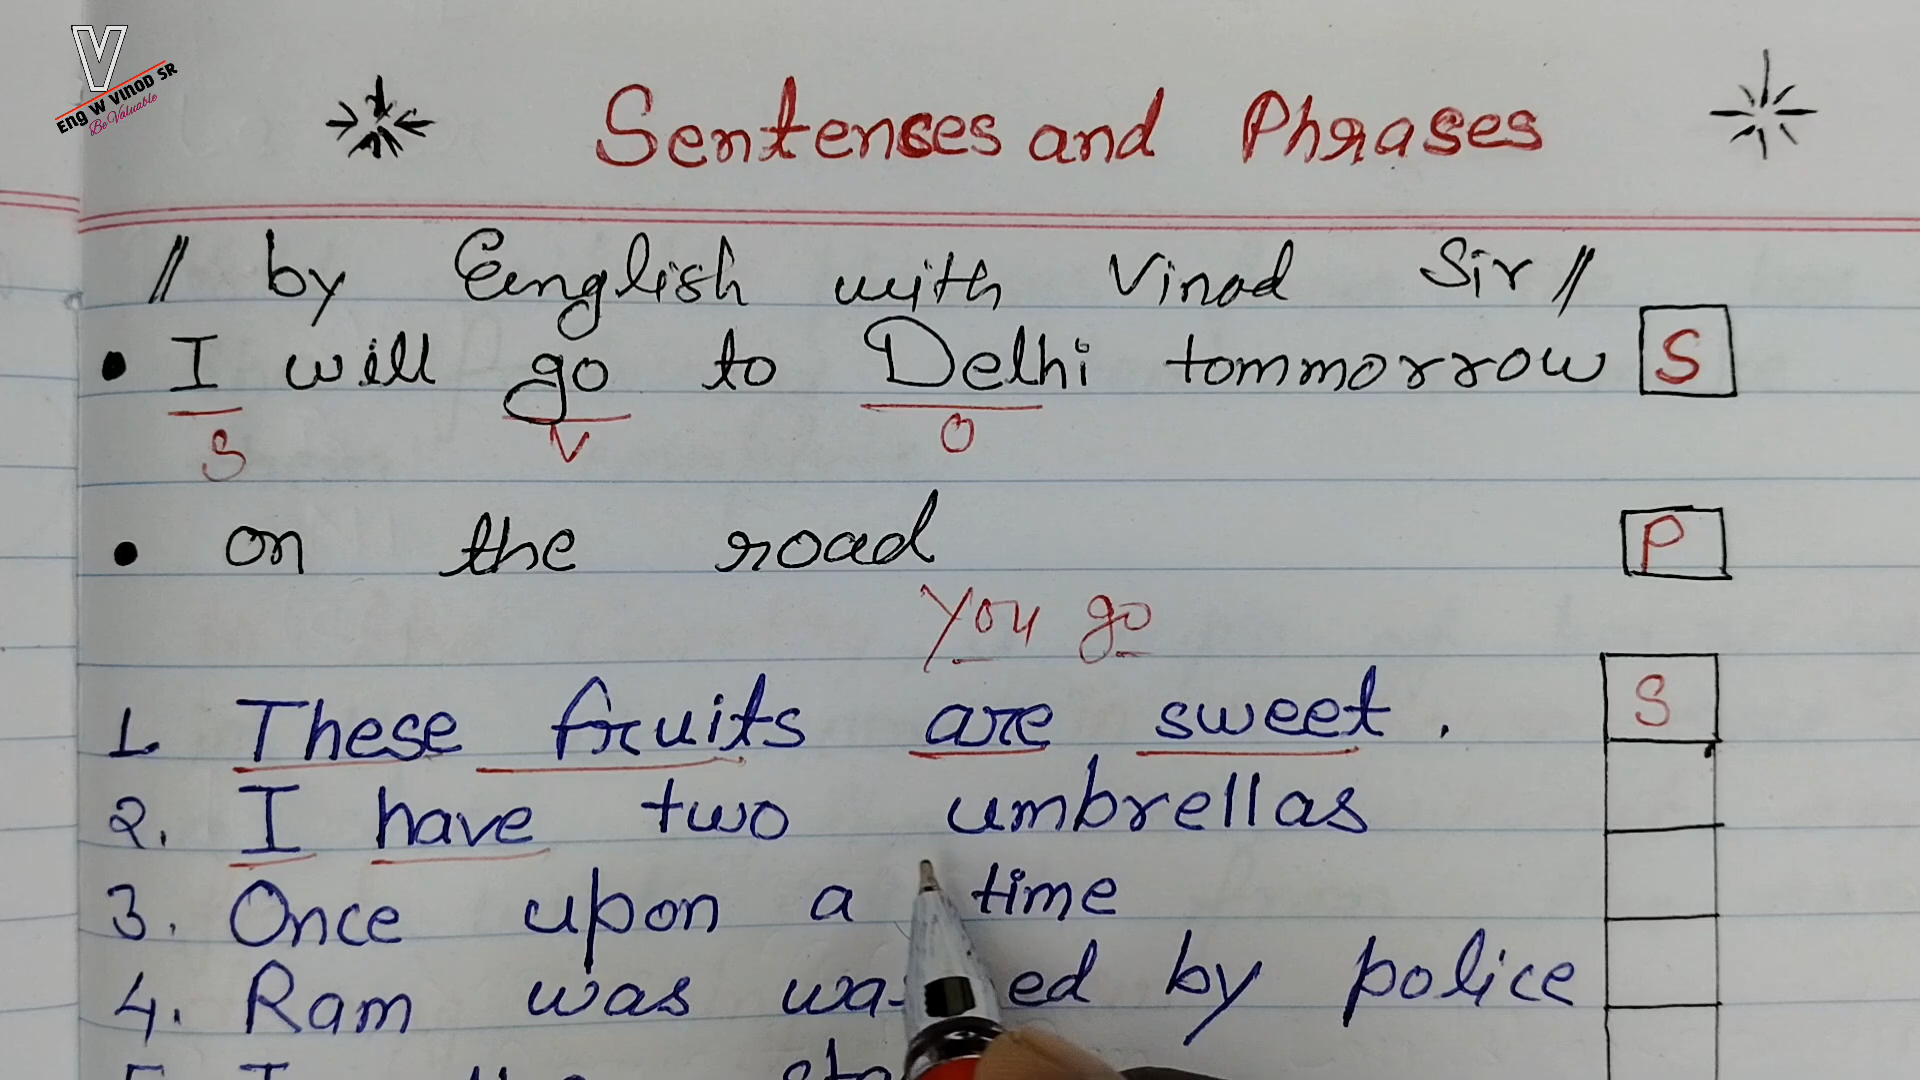 V
Eng W Vinod SR
Be Valuable
Sentenses and Phrases
// by English with Vinod Sir //
• I will go to Delhi tommorrow S
S V O
• on the road P
You go
1. These fruits are sweet. S
2. I have two umbrellas
3. Once upon a time
4. Ram was by police
5. I